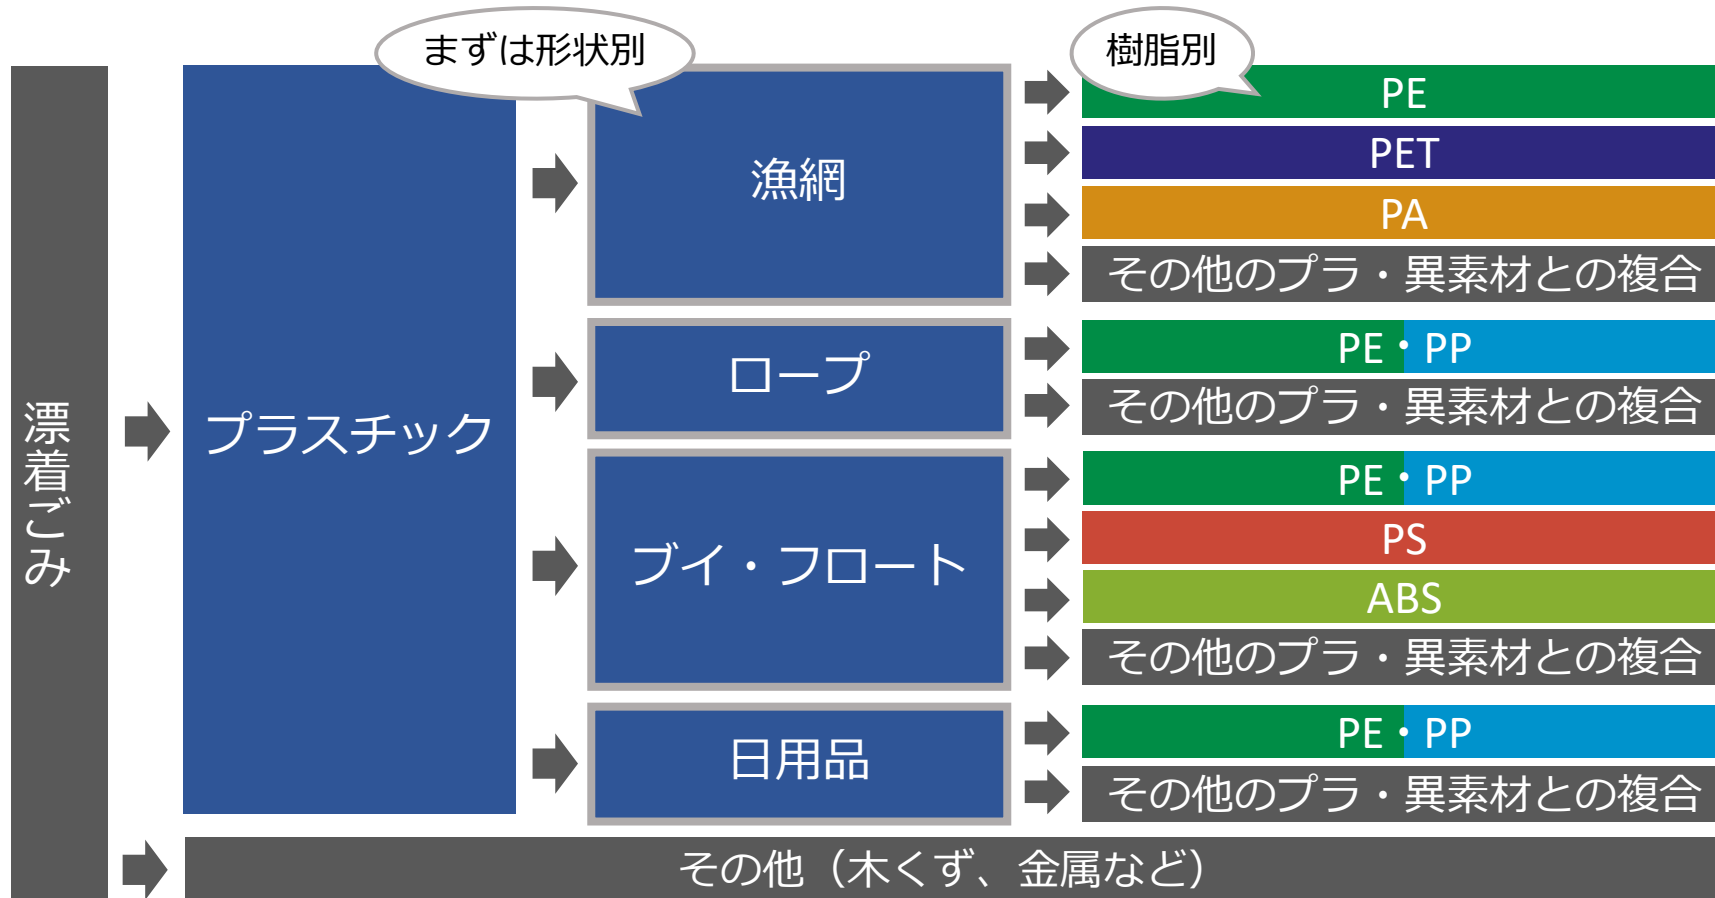 まずは形状別
樹脂別
漂着ごみ
プラスチック
漁網
PE
PET
PA
その他のプラ・異素材との複合
ロープ
PE・PP
その他のプラ・異素材との複合
ブイ・フロート
PE・PP
PS
ABS
その他のプラ・異素材との複合
日用品
PE・PP
その他のプラ・異素材との複合
その他（木くず、金属など）